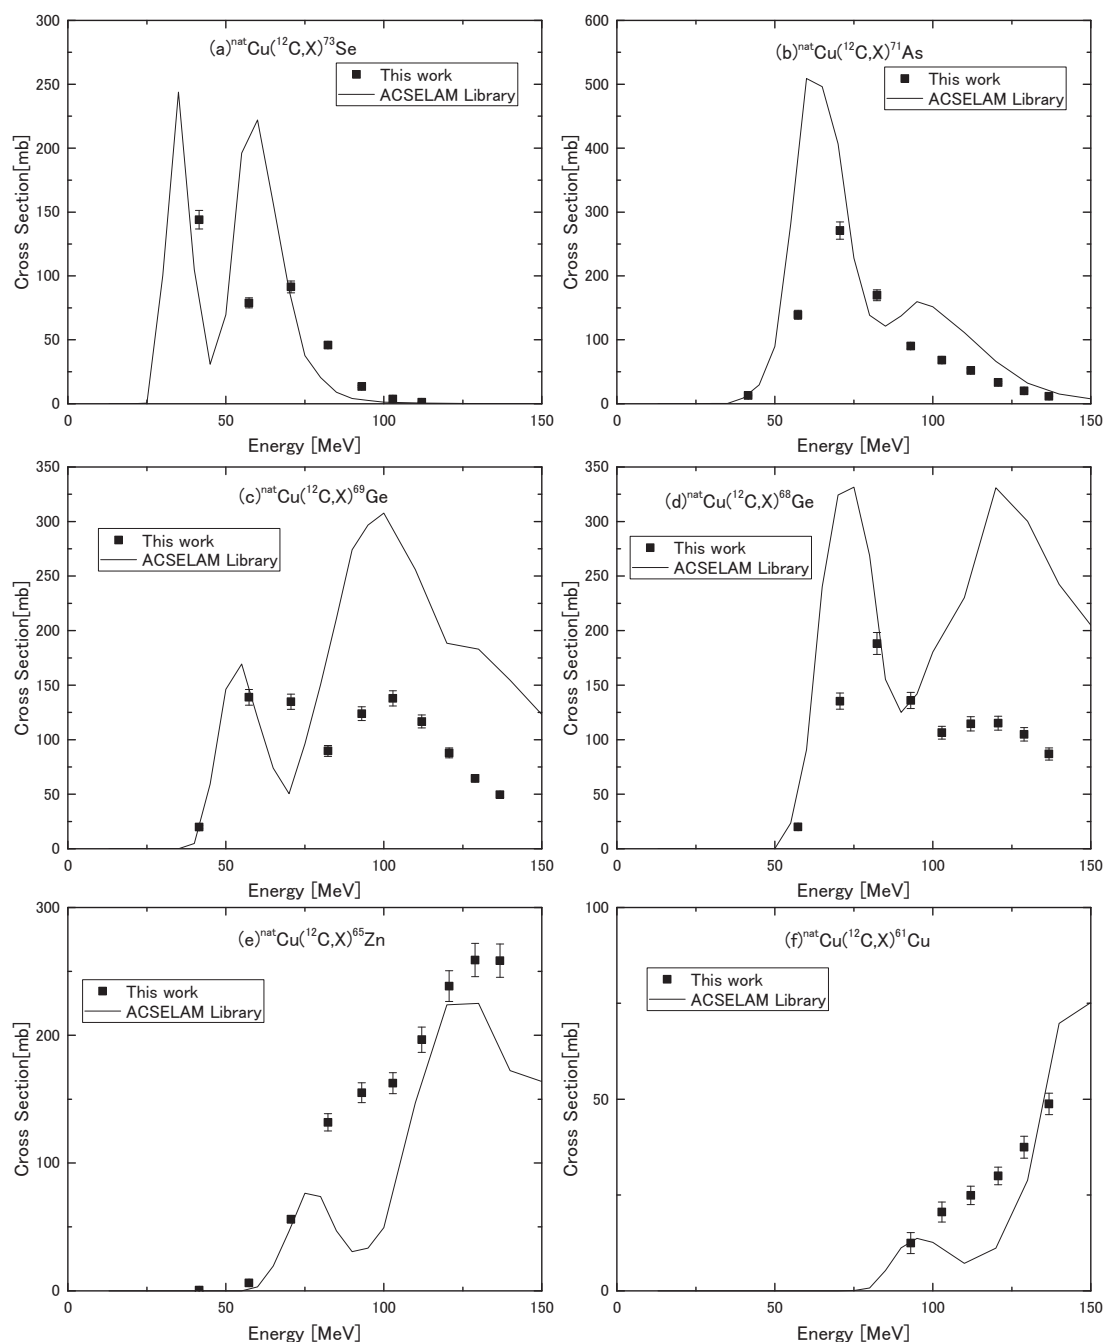 300
250
200
150
100
50
0
Cross Section[mb]
(a)ⁿᵃᵗCu(¹²C,X)⁷³Se
This work
ACSELAM Library
0 50 100 150
Energy [MeV]
600
500
400
300
200
100
0
Cross Section[mb]
(b)ⁿᵃᵗCu(¹²C,X)⁷¹As
This work
ACSELAM Library
0 50 100 150
Energy [MeV]
350
300
250
200
150
100
50
0
Cross Section[mb]
(c)ⁿᵃᵗCu(¹²C,X)⁶⁹Ge
This work
ACSELAM Library
0 50 100 150
Energy [MeV]
350
300
250
200
150
100
50
0
Cross Section[mb]
(d)ⁿᵃᵗCu(¹²C,X)⁶⁸Ge
This work
ACSELAM Library
0 50 100 150
Energy [MeV]
300
200
100
0
Cross Section[mb]
(e)ⁿᵃᵗCu(¹²C,X)⁶⁵Zn
This work
ACSELAM Library
0 50 100 150
Energy [MeV]
100
50
0
Cross Section[mb]
(f)ⁿᵃᵗCu(¹²C,X)⁶¹Cu
This work
ACSELAM Library
0 50 100 150
Energy [MeV]